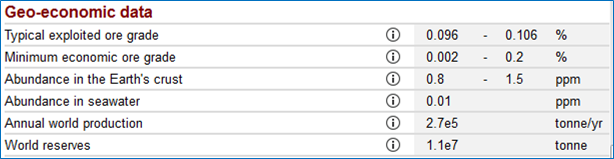 Geo-economic data
Typical exploited ore grade ⓘ 0.096 - 0.106 %
Minimum economic ore grade ⓘ 0.002 - 0.2 %
Abundance in the Earth's crust ⓘ 0.8 - 1.5 ppm
Abundance in seawater ⓘ 0.01 ppm
Annual world production ⓘ 2.7e5 tonne/yr
World reserves ⓘ 1.1e7 tonne